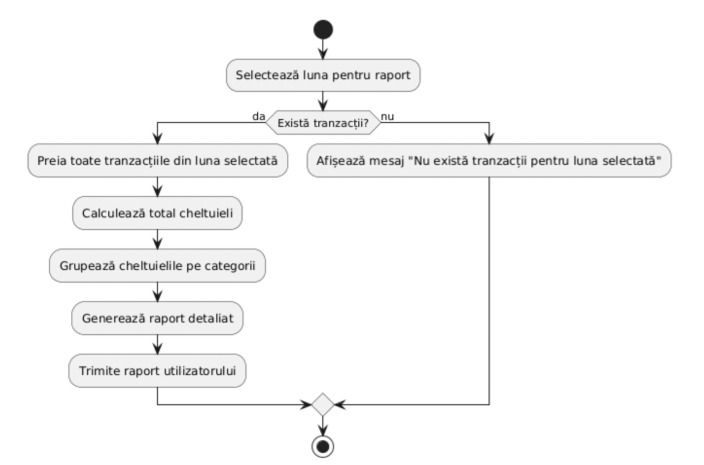 Selectează luna pentru raport
da
Există tranzacții?
nu
Preia toate tranzacțiile din luna selectată
Afișează mesaj "Nu există tranzacții pentru luna selectată"
Calculează total cheltuieli
Grupează cheltuielile pe categorii
Generează raport detaliat
Trimite raport utilizatorului